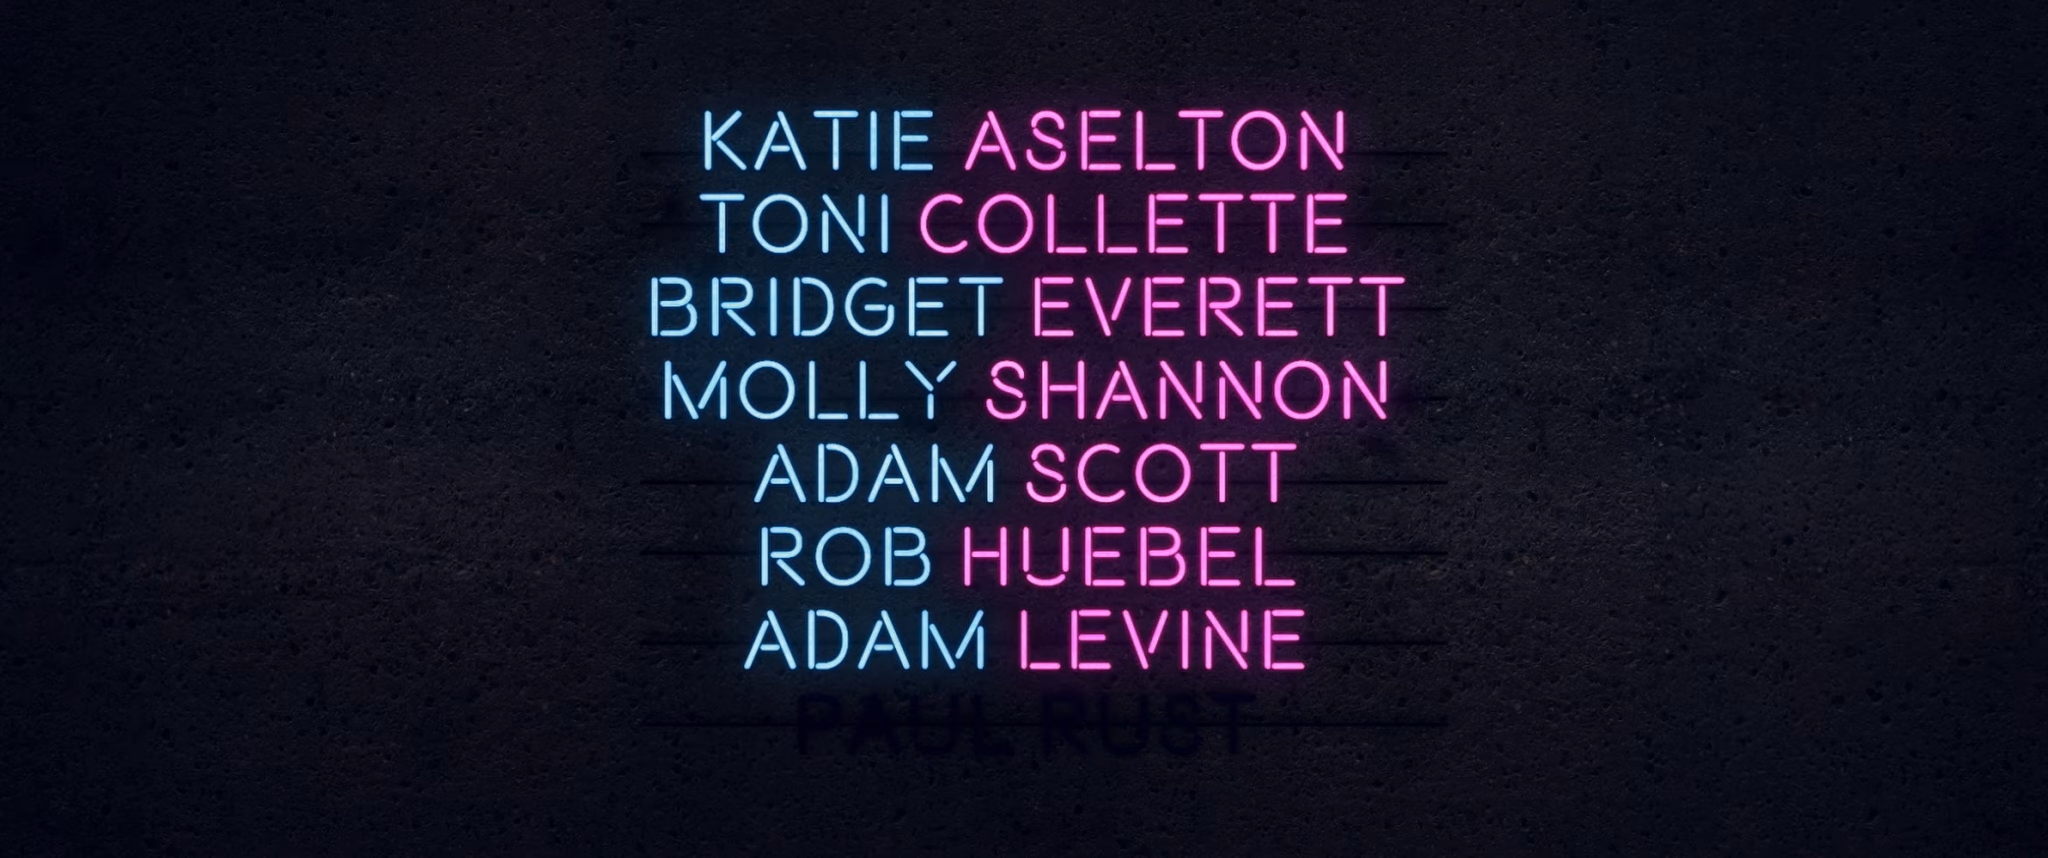 KATIE ASELTON
TONI COLLETTE
BRIDGET EVERETT
MOLLY SHANNON
ADAM SCOTT
ROB HUEBEL
ADAM LEVINE
PAUL RUST